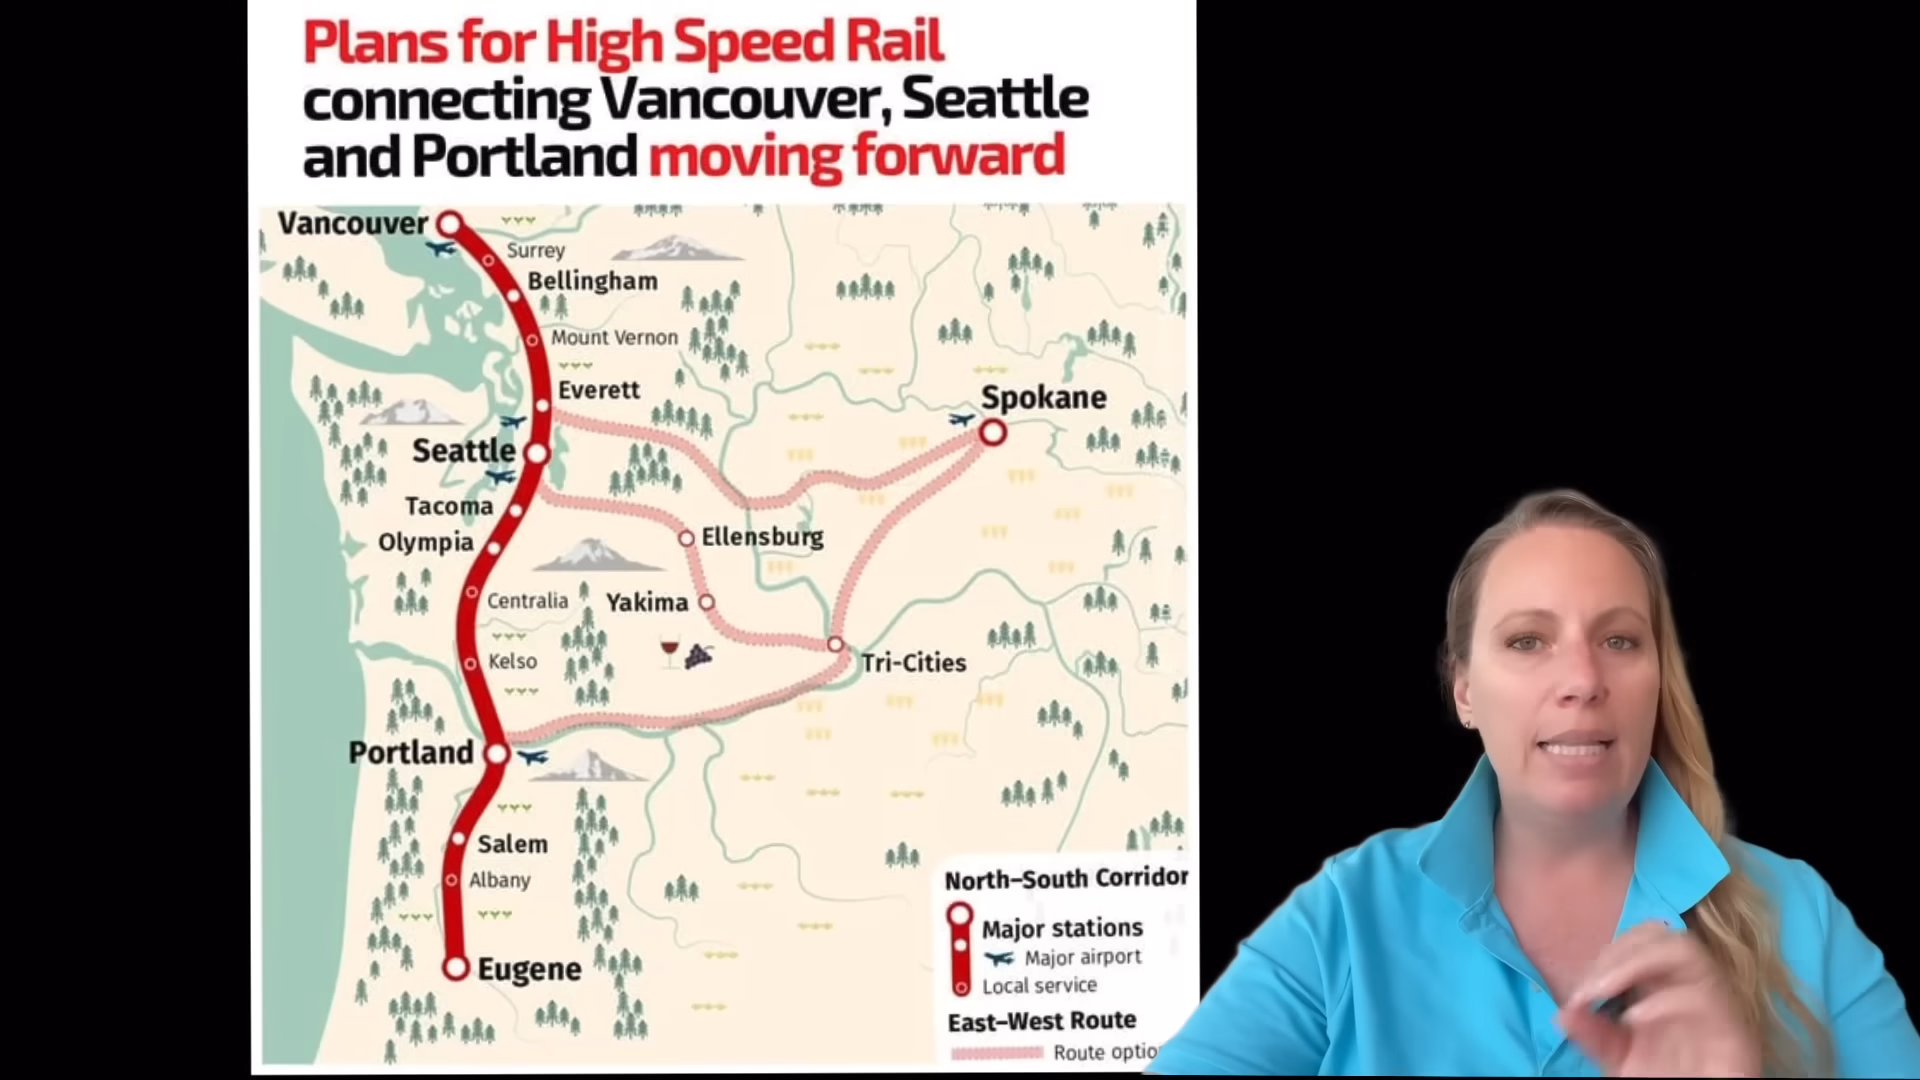 Plans for High Speed Rail
connecting Vancouver, Seattle
and Portland moving forward
Vancouver
Surrey
Bellingham
Mount Vernon
Everett
Spokane
Seattle
Tacoma
Ellensburg
Olympia
Centralia
Yakima
Kelso
Tri-Cities
Portland
Salem
Albany
Eugene
North–South Corridor
Major stations
Major airport
Local service
East–West Route
Route optio